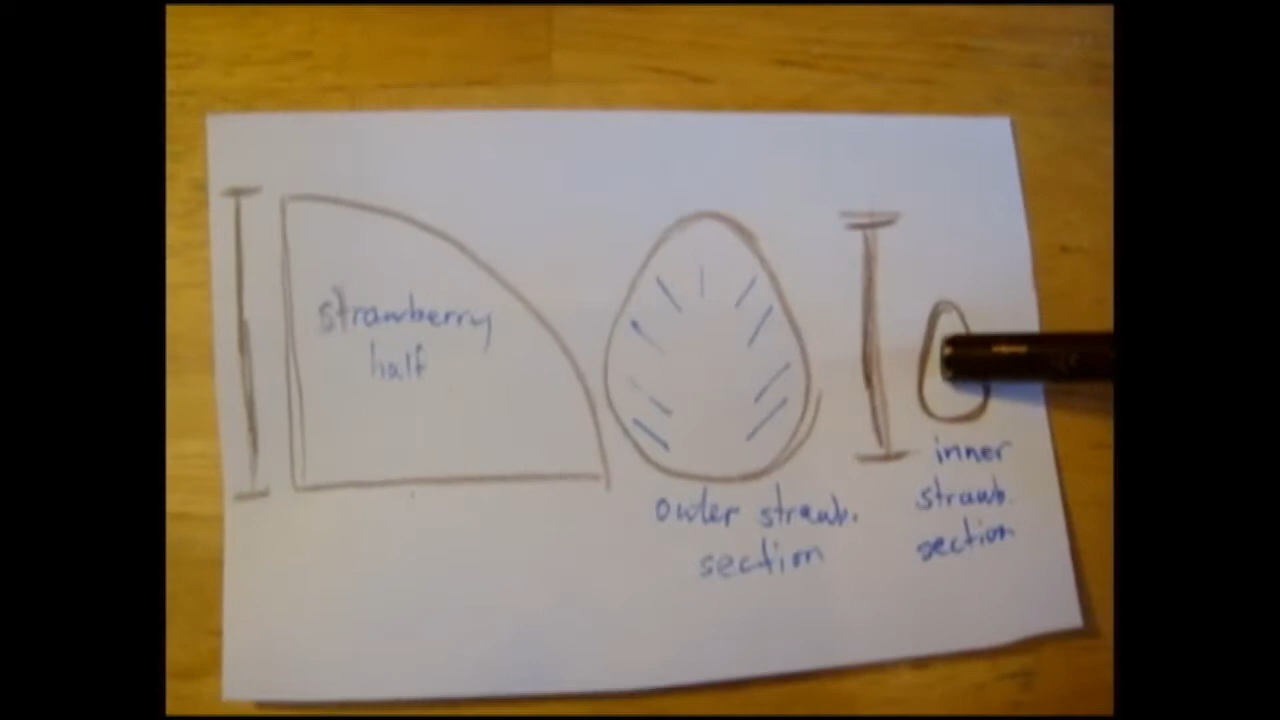 strawberry
half
outer strawb.
section
inner
strawb.
section